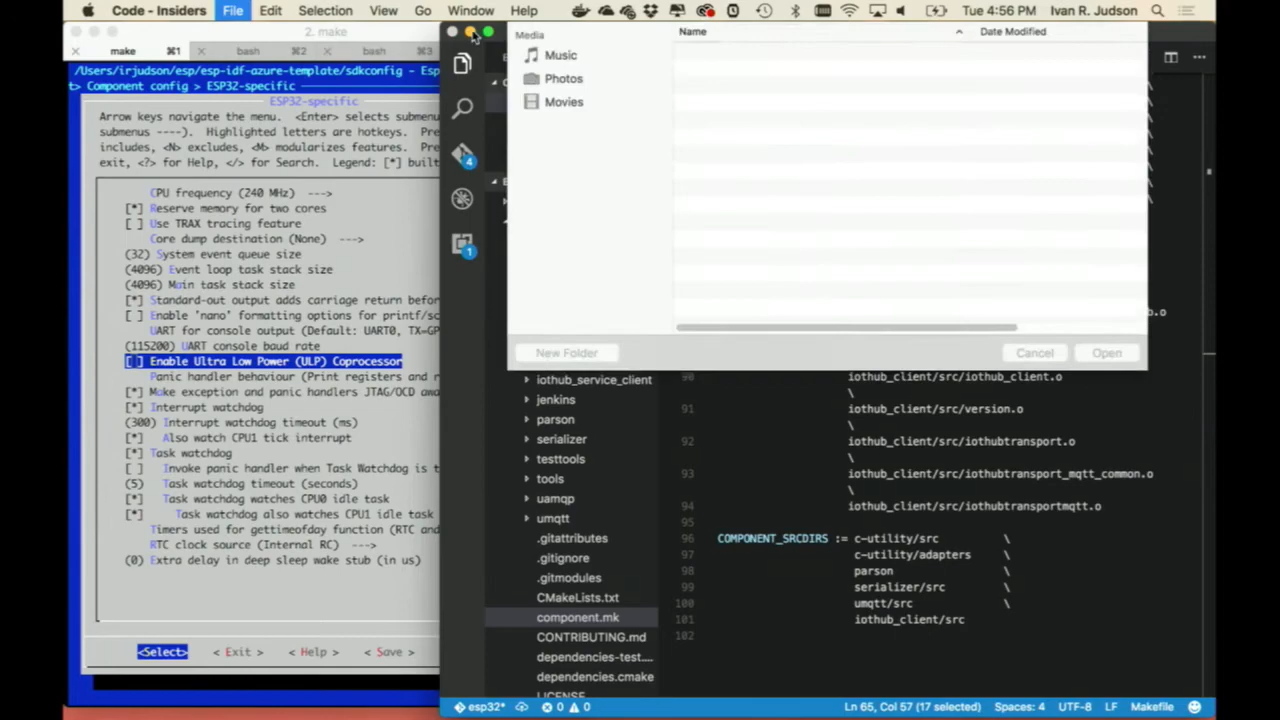 Code - Insiders File Edit Selection View Go Window Help Tue 4:56 PM Ivan R. Judson
2. make
make ⌘1 bash ⌘2 bash ⌘3
/Users/irjudson/esp/esp-idf-azure-template/sdkconfig - Esp
> Component config > ESP32-specific
ESP32-specific
Arrow keys navigate the menu. <Enter> selects submenu
submenus ----). Highlighted letters are hotkeys. Pre
includes, <N> excludes, <M> modularizes features. Pre
exit, <?> for Help, </> for Search. Legend: [*] built
CPU frequency (240 MHz) --->
[*] Reserve memory for two cores
[ ] Use TRAX tracing feature
Core dump destination (None) --->
(32) System event queue size
(4096) Event loop task stack size
(4096) Main task stack size
[*] Standard-out output adds carriage return befor
[ ] Enable 'nano' formatting options for printf/sc
UART for console output (Default: UART0, TX=GP
(115200) UART console baud rate
[ ] Enable Ultra Low Power (ULP) Coprocessor
Panic handler behaviour (Print registers and r
[*] Make exception and panic handlers JTAG/OCD awa
[*] Interrupt watchdog
(300) Interrupt watchdog timeout (ms)
[*] Also watch CPU1 tick interrupt
[*] Task watchdog
[ ] Invoke panic handler when Task Watchdog is t
(5) Task watchdog timeout (seconds)
[*] Task watchdog watches CPU0 idle task
[*] Task watchdog also watches CPU1 idle task
Timers used for gettimeofday function (RTC and
RTC clock source (Internal RC) --->
(0) Extra delay in deep sleep wake stub (in us)
<Select> < Exit > < Help > < Save >
4
1
Media
Music
Photos
Movies
Name Date Modified
New Folder Cancel Open
iothub_service_client
jenkins
parson
serializer
testtools
tools
uamqp
umqtt
.gitattributes
.gitignore
.gitmodules
CMakeLists.txt
component.mk
CONTRIBUTING.md
dependencies-test....
dependencies.cmake
LICENSE
90 iothub_client/src/iothub_client.o
\
91 iothub_client/src/version.o
\
92 iothub_client/src/iothubtransport.o
\
93 iothub_client/src/iothubtransport_mqtt_common.o
\
94 iothub_client/src/iothubtransportmqtt.o
95
96 COMPONENT_SRCDIRS := c-utility/src \
97 c-utility/adapters \
98 parson \
99 serializer/src \
100 umqtt/src \
101 iothub_client/src
102
esp32* 0 0 Ln 65, Col 57 (17 selected) Spaces: 4 UTF-8 LF Makefile